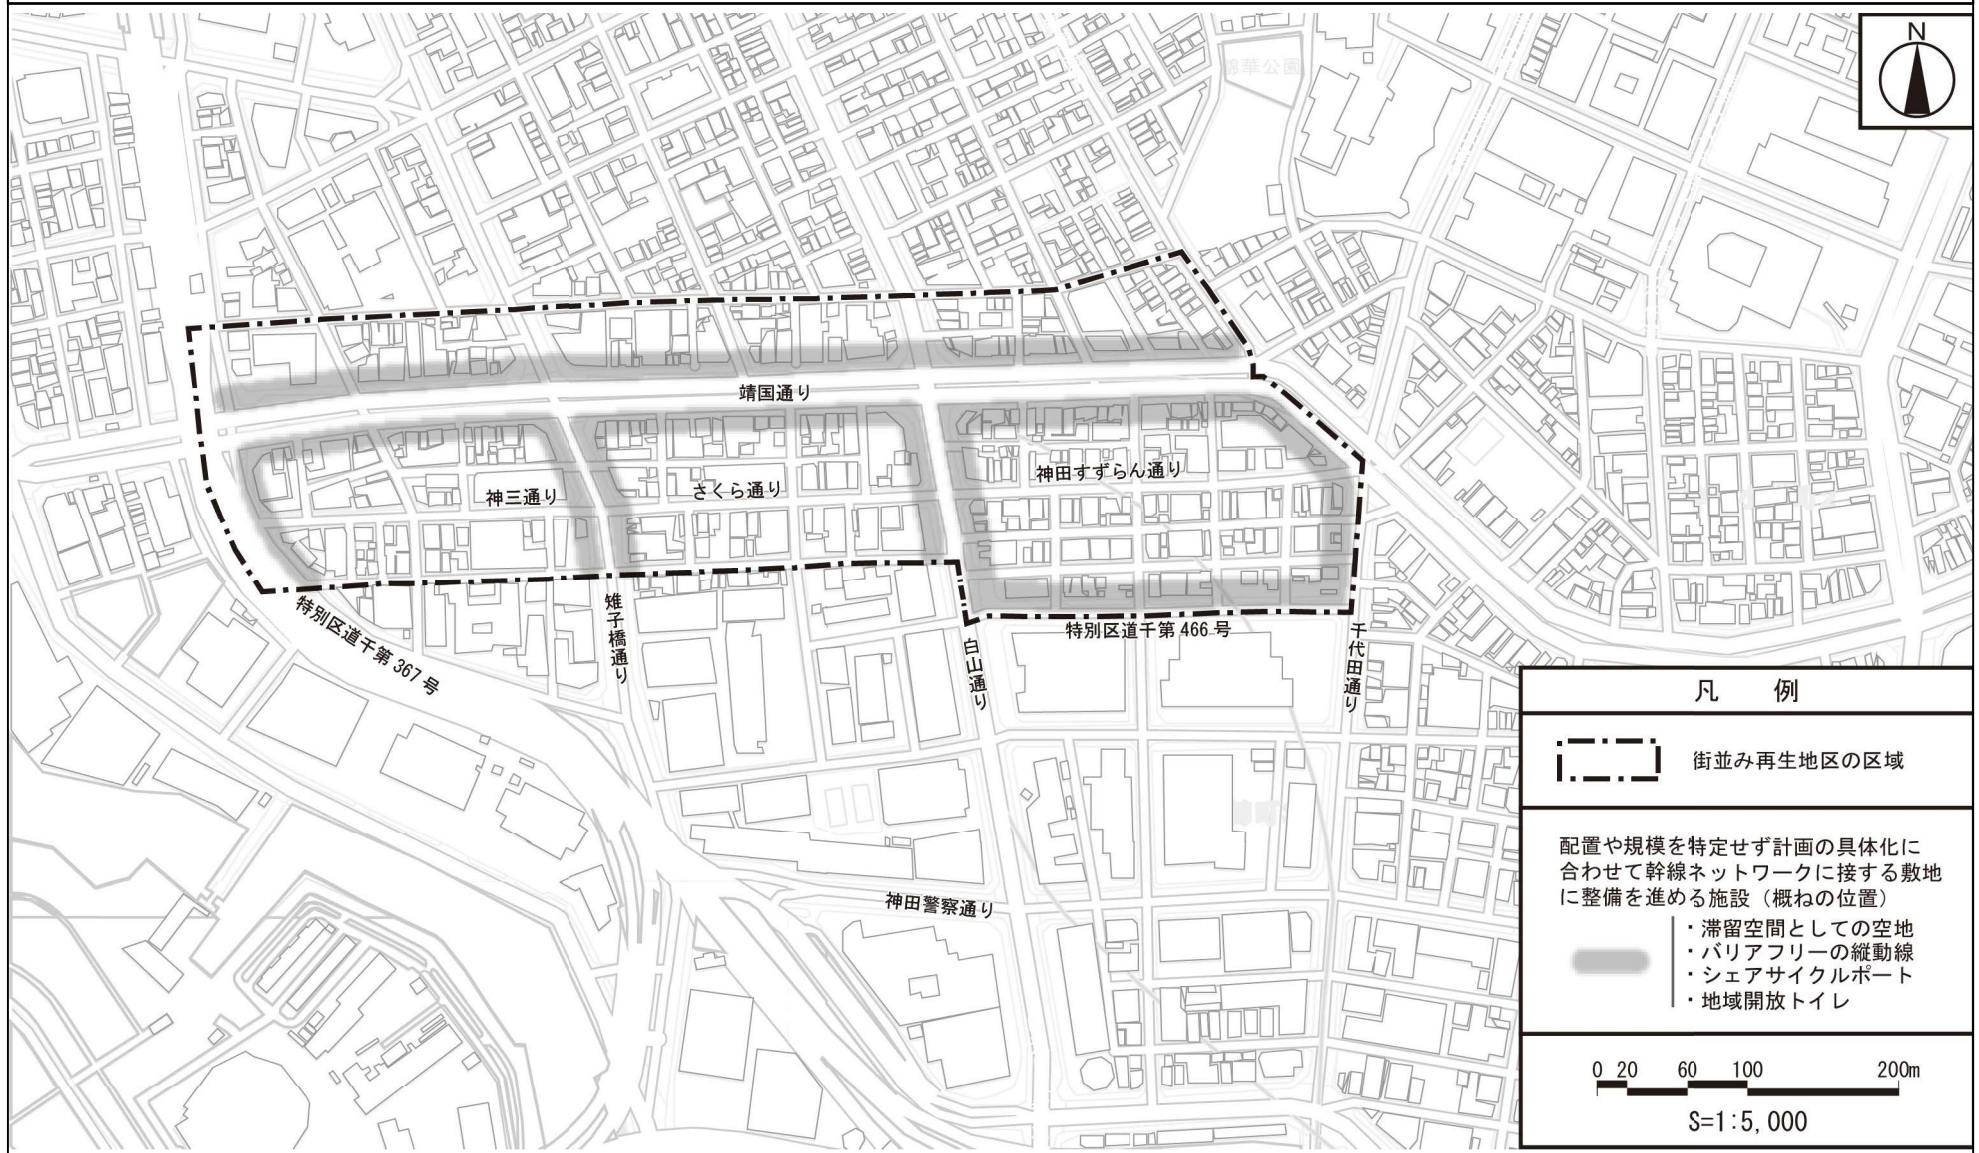 N
錦華公園
靖国通り
神田すずらん通り
さくら通り
神三通り
特別区道千第367号
雉子橋通り
白山通り
特別区道千第466号
千代田通り
神田警察通り
凡 例
街並み再生地区の区域
配置や規模を特定せず計画の具体化に
合わせて幹線ネットワークに接する敷地
に整備を進める施設（概ねの位置）
・滞留空間としての空地
・バリアフリーの縦動線
・シェアサイクルポート
・地域開放トイレ
0 20 60 100 200m
S=1:5,000